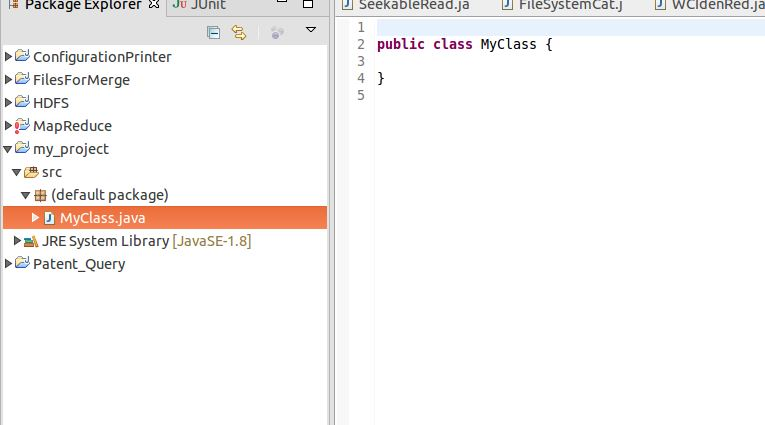 Package Explorer JUnit
ConfigurationPrinter
FilesForMerge
HDFS
MapReduce
my_project
src
(default package)
MyClass.java
JRE System Library [JavaSE-1.8]
Patent_Query
SeekableRead.ja FileSystemCat.j WCIdenRed.ja
1
2 public class MyClass {
3
4 }
5